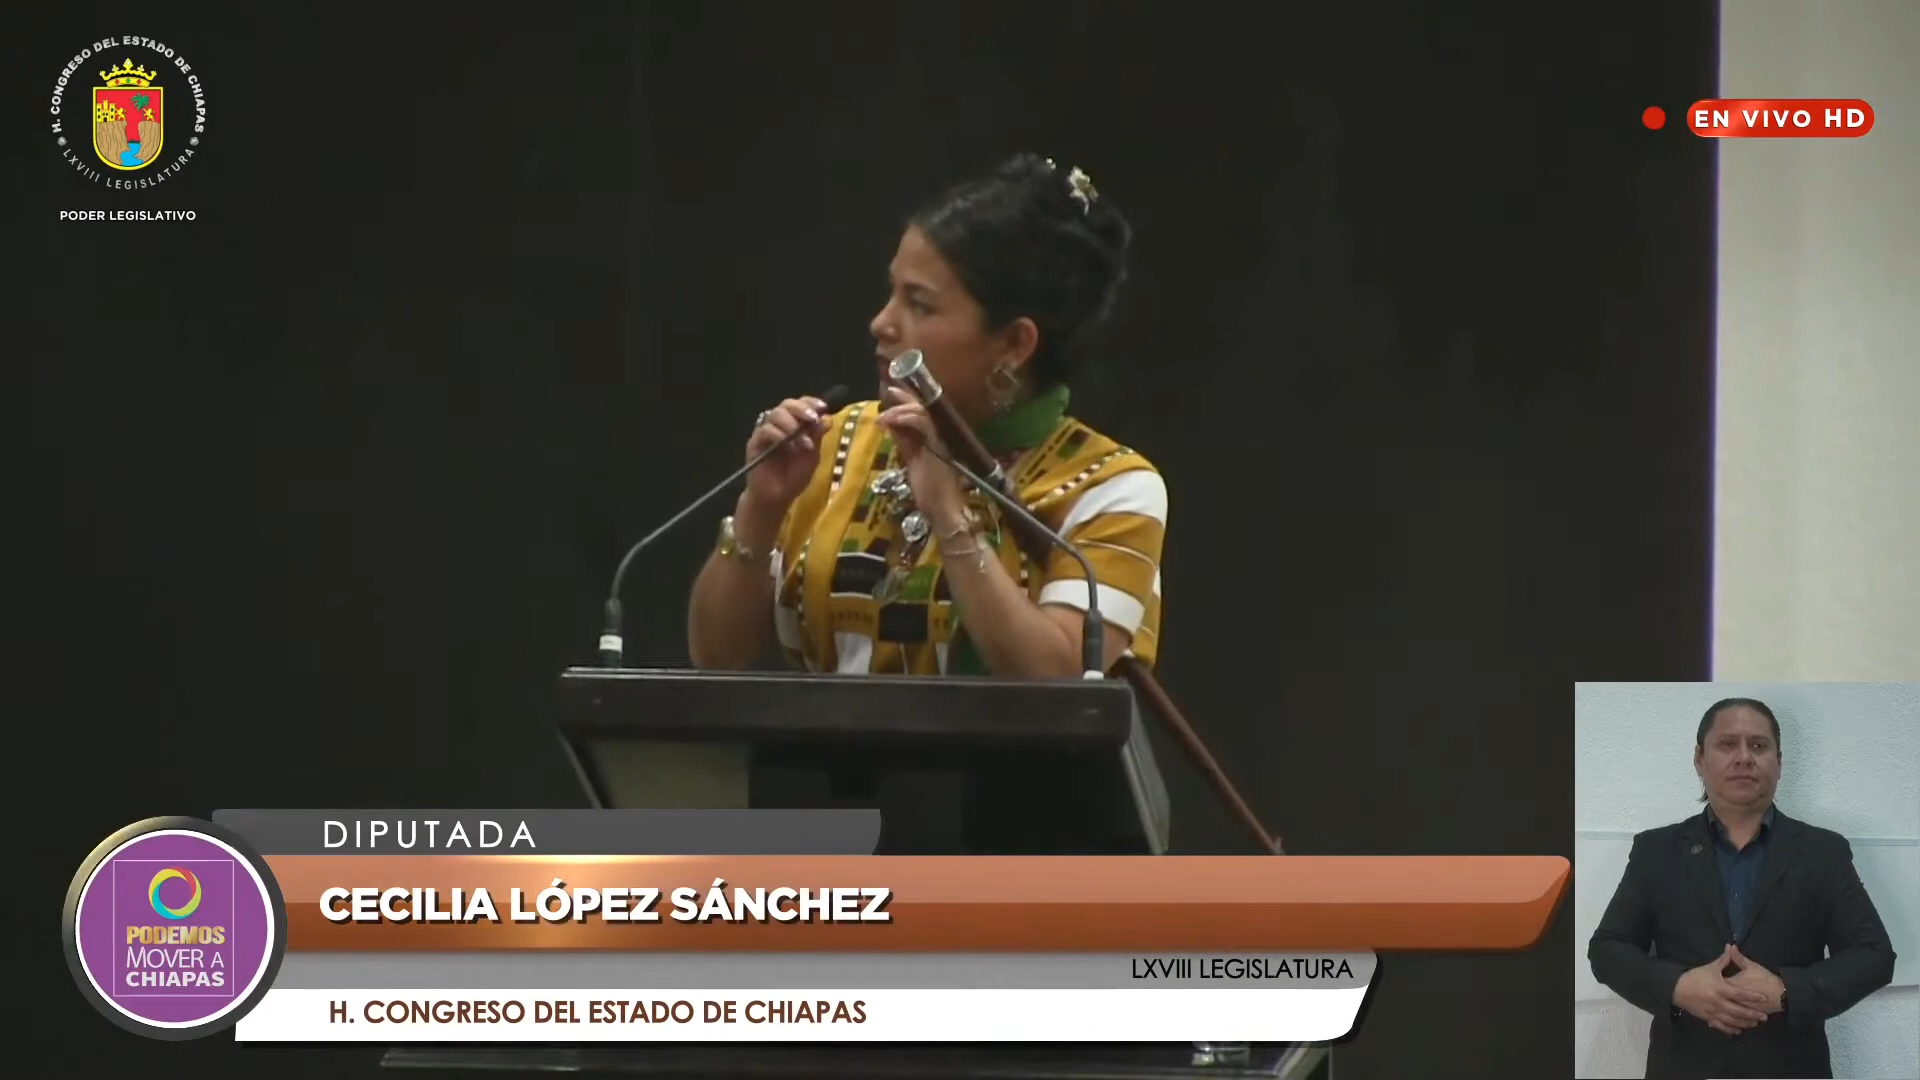 H. CONGRESO DEL ESTADO DE CHIAPAS
LXVIII LEGISLATURA
PODER LEGISLATIVO
EN VIVO HD
DIPUTADA
CECILIA LÓPEZ SÁNCHEZ
PODEMOS
MOVER A
CHIAPAS
LXVIII LEGISLATURA
H. CONGRESO DEL ESTADO DE CHIAPAS